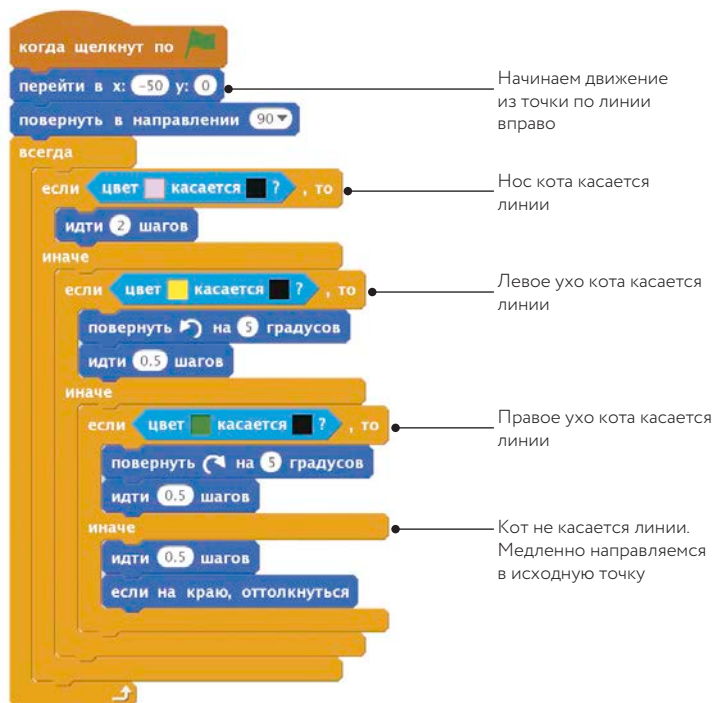 когда щелкнут по
перейти в x: -50 y: 0
Начинаем движение
из точки по линии
вправо
повернуть в направлении 90
всегда
если цвет касается ? , то
Нос кота касается
линии
идти 2 шагов
иначе
если цвет касается ? , то
Левое ухо кота касается
линии
повернуть на 5 градусов
идти 0.5 шагов
иначе
если цвет касается ? , то
Правое ухо кота касается
линии
повернуть на 5 градусов
идти 0.5 шагов
иначе
Кот не касается линии.
Медленно направляемся
в исходную точку
идти 0.5 шагов
если на краю, оттолкнуться